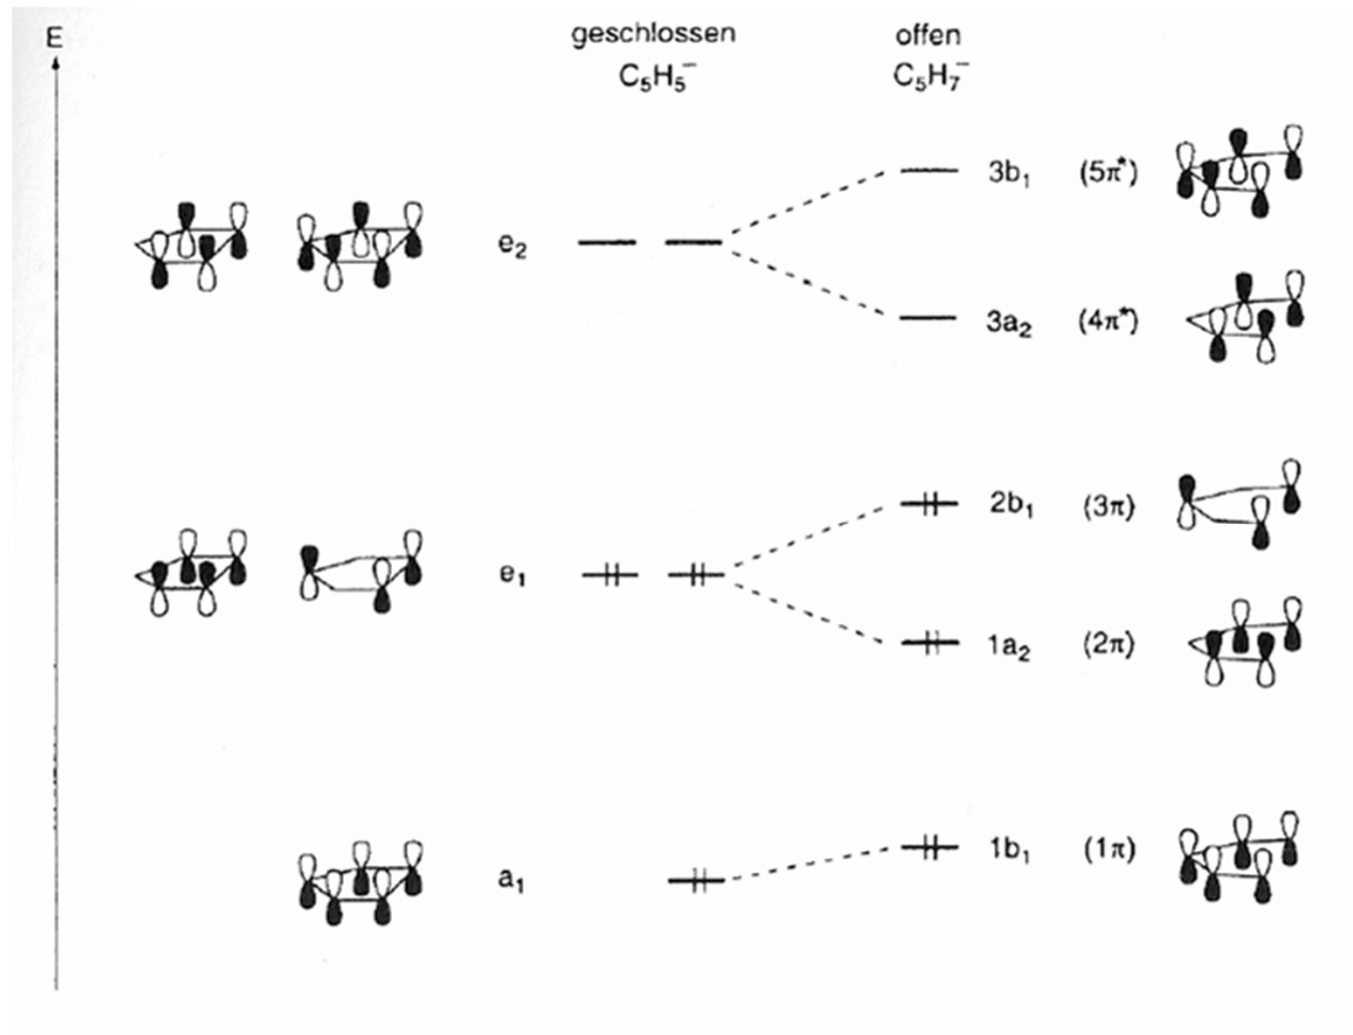 E
geschlossen
C₅H₅⁻
offen
C₅H₇⁻
3b₁ (5π*)
e₂
3a₂ (4π*)
2b₁ (3π)
e₁
1a₂ (2π)
1b₁ (1π)
a₁